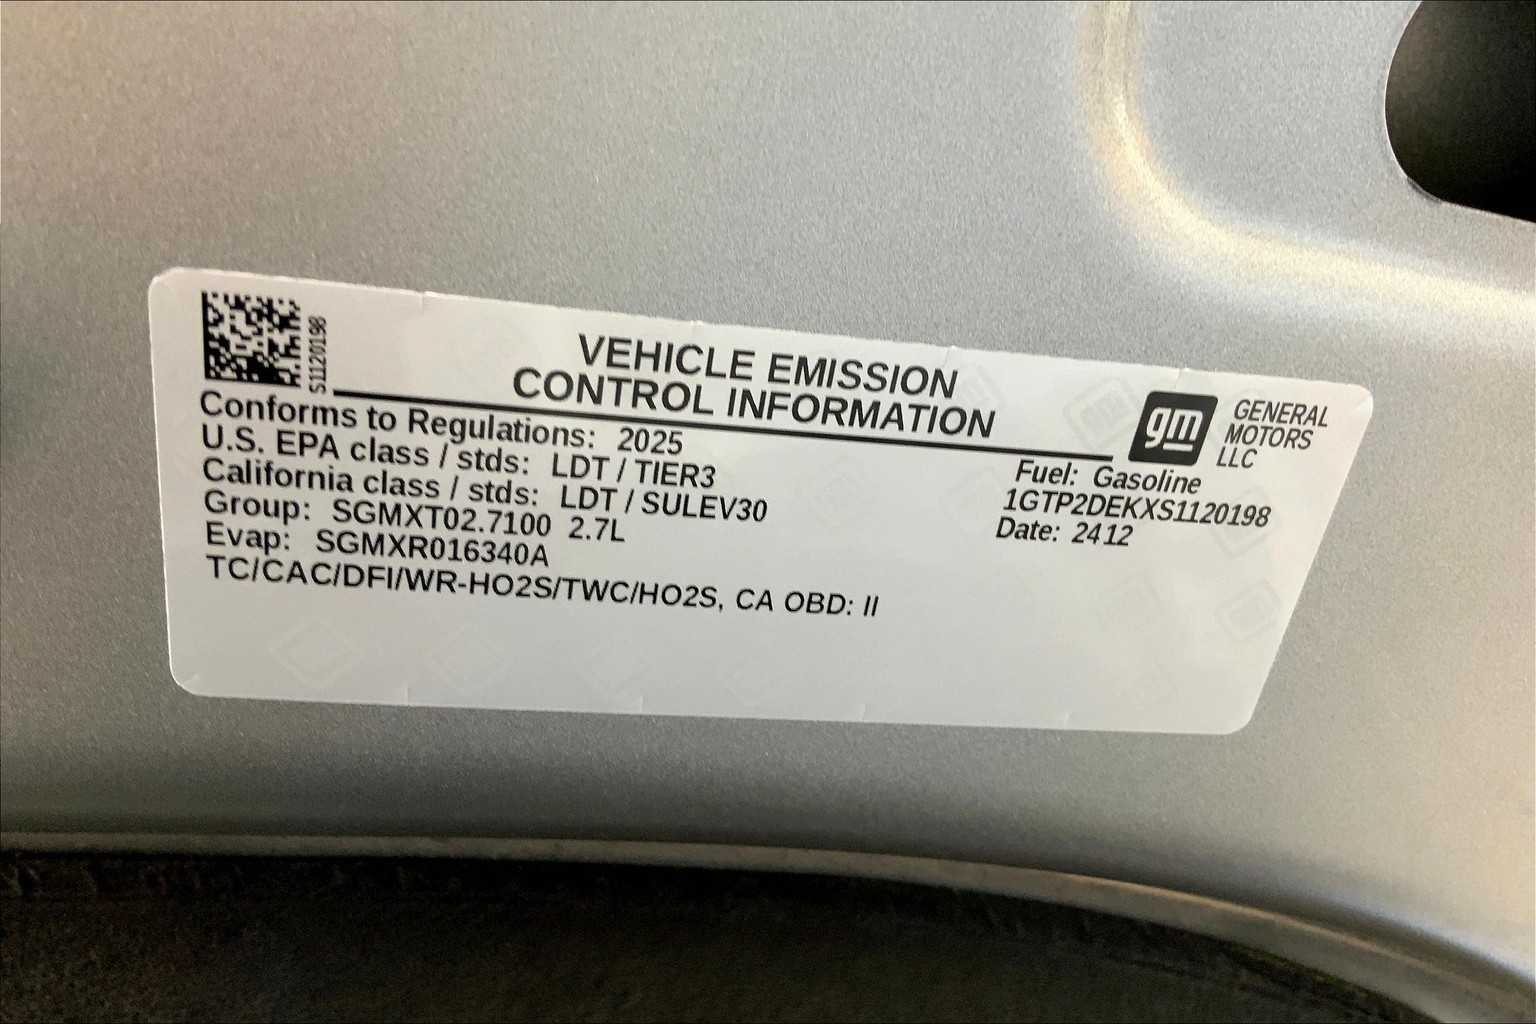 S1120198
VEHICLE EMISSION
CONTROL INFORMATION
gm
GENERAL
MOTORS
LLC
Conforms to Regulations: 2025
U.S. EPA class / stds: LDT / TIER3
California class / stds: LDT / SULEV30
Group: SGMXT02.7100 2.7L
Evap: SGMXR016340A
TC/CAC/DFI/WR-HO2S/TWC/HO2S, CA OBD: II
Fuel: Gasoline
1GTP2DEKXS1120198
Date: 2412